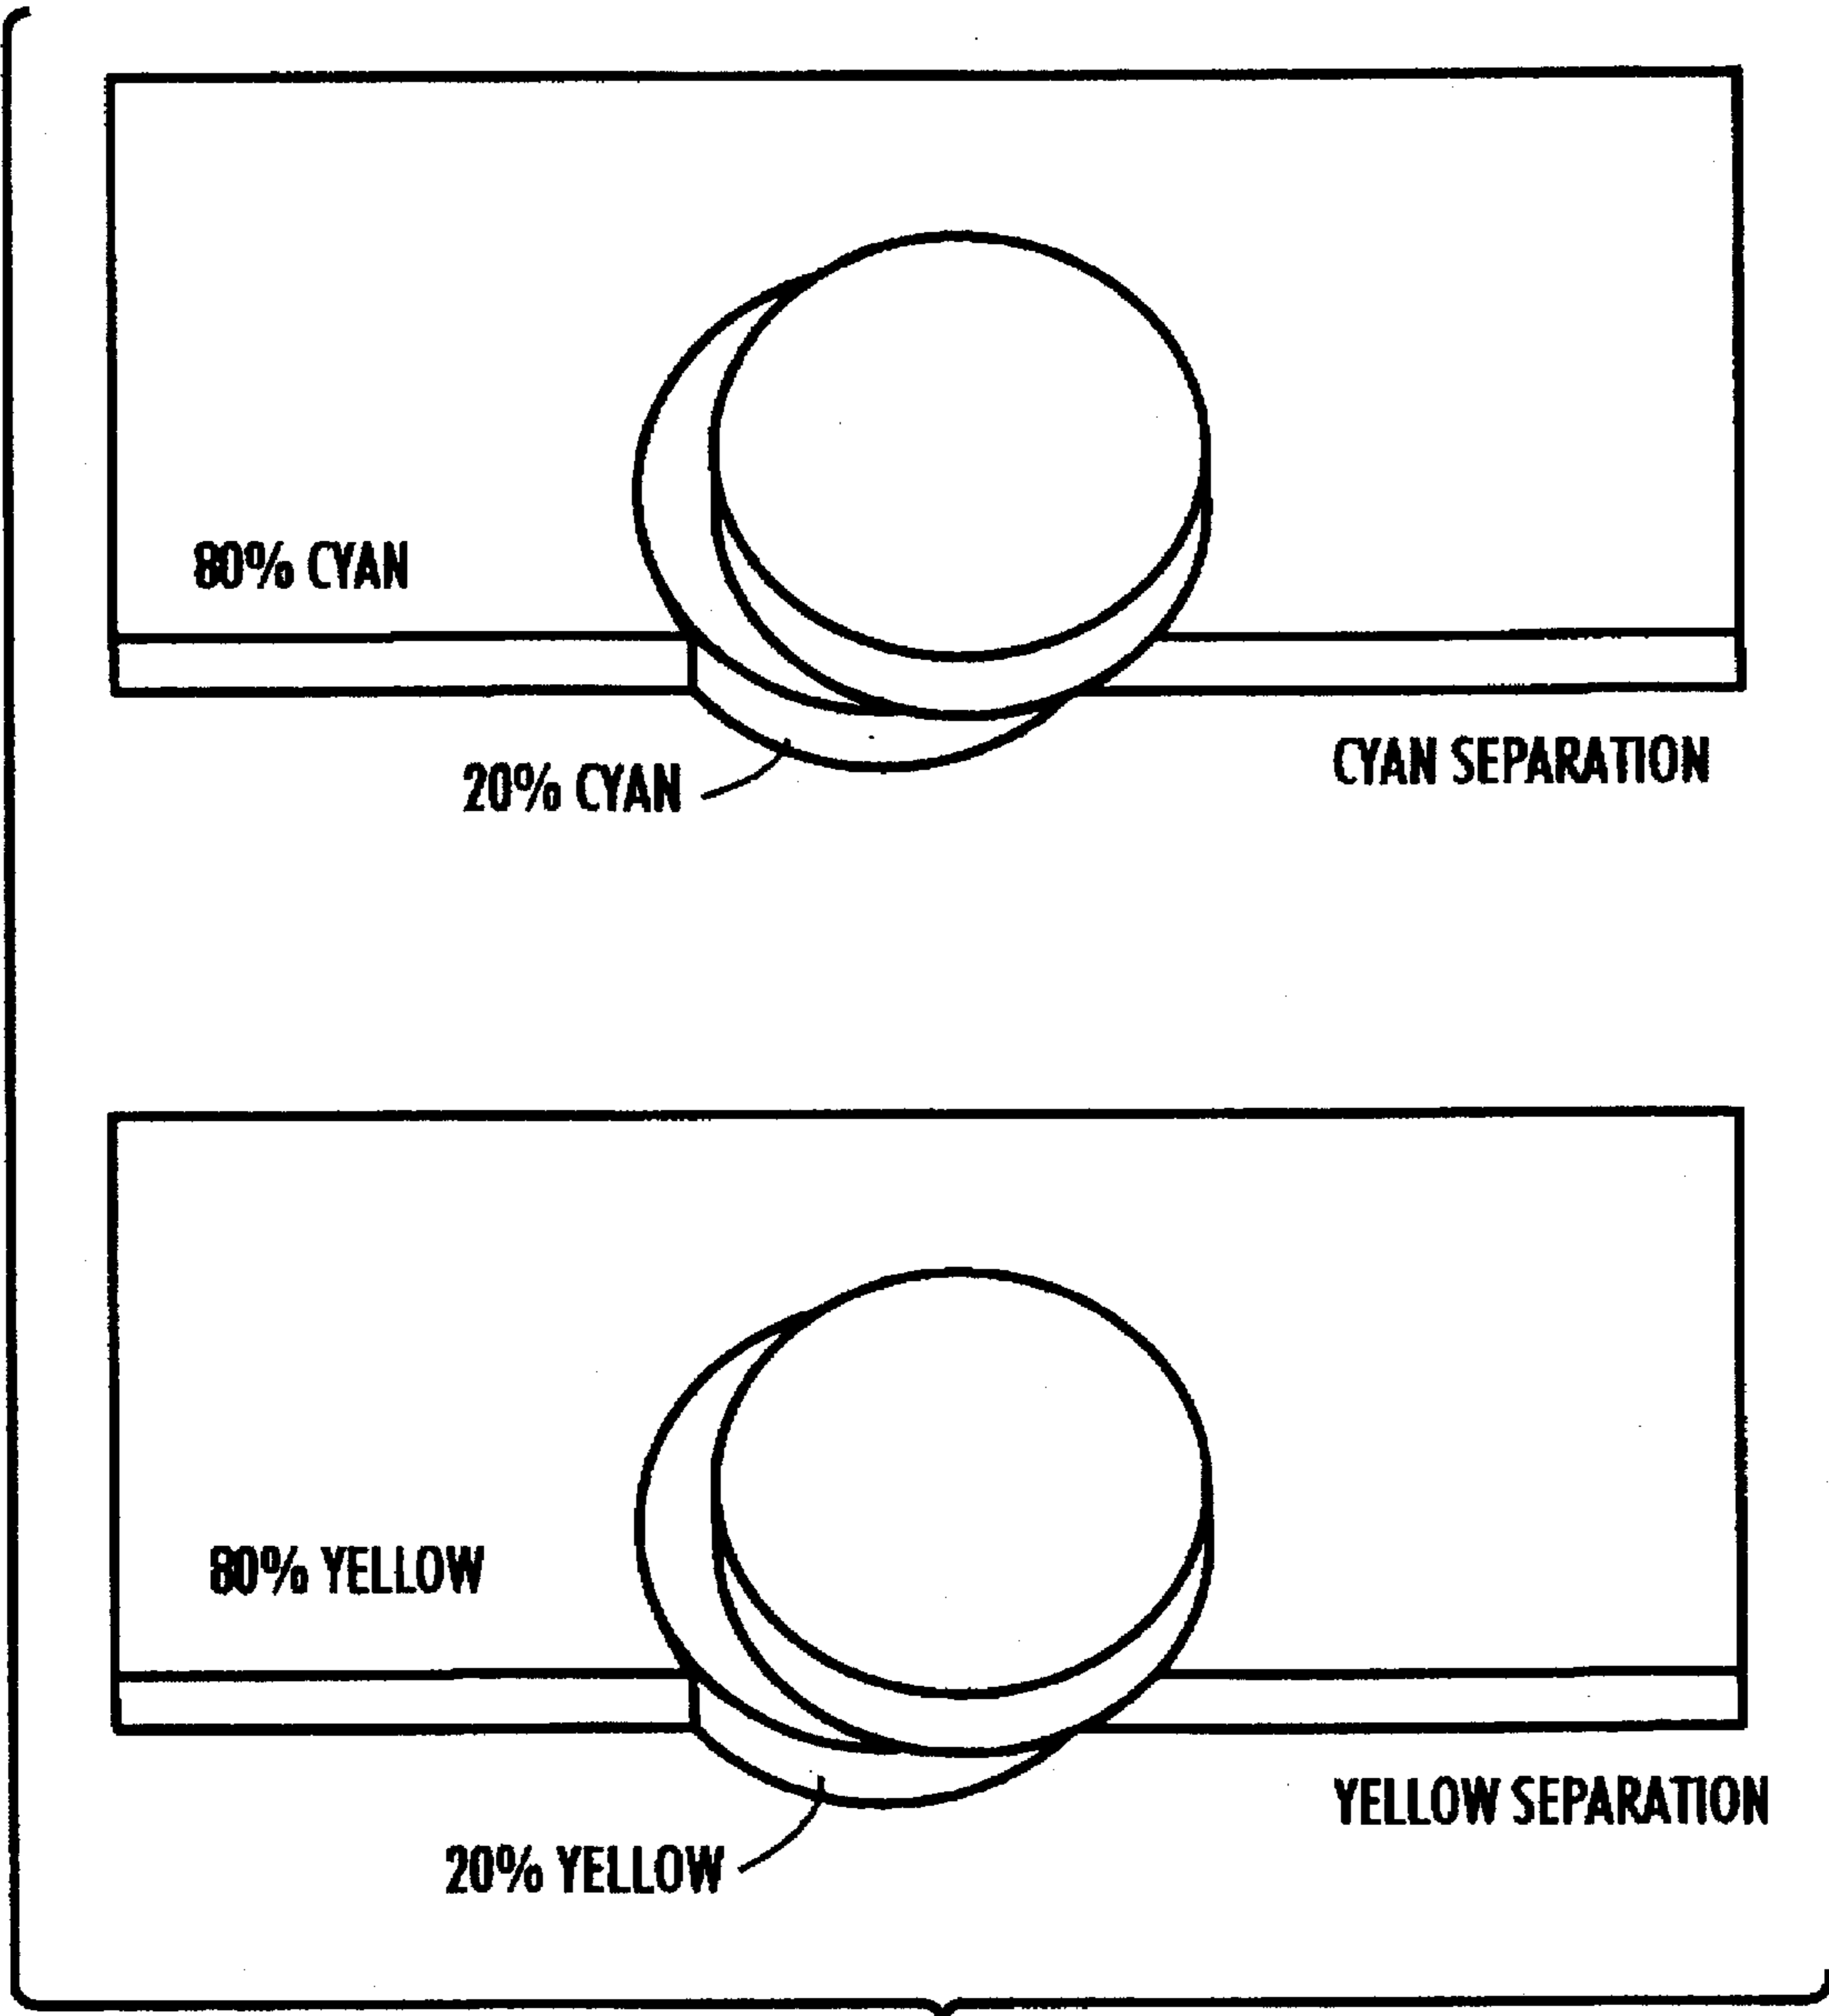 80% CYAN
20% CYAN
CYAN SEPARATION
80% YELLOW
YELLOW SEPARATION
20% YELLOW